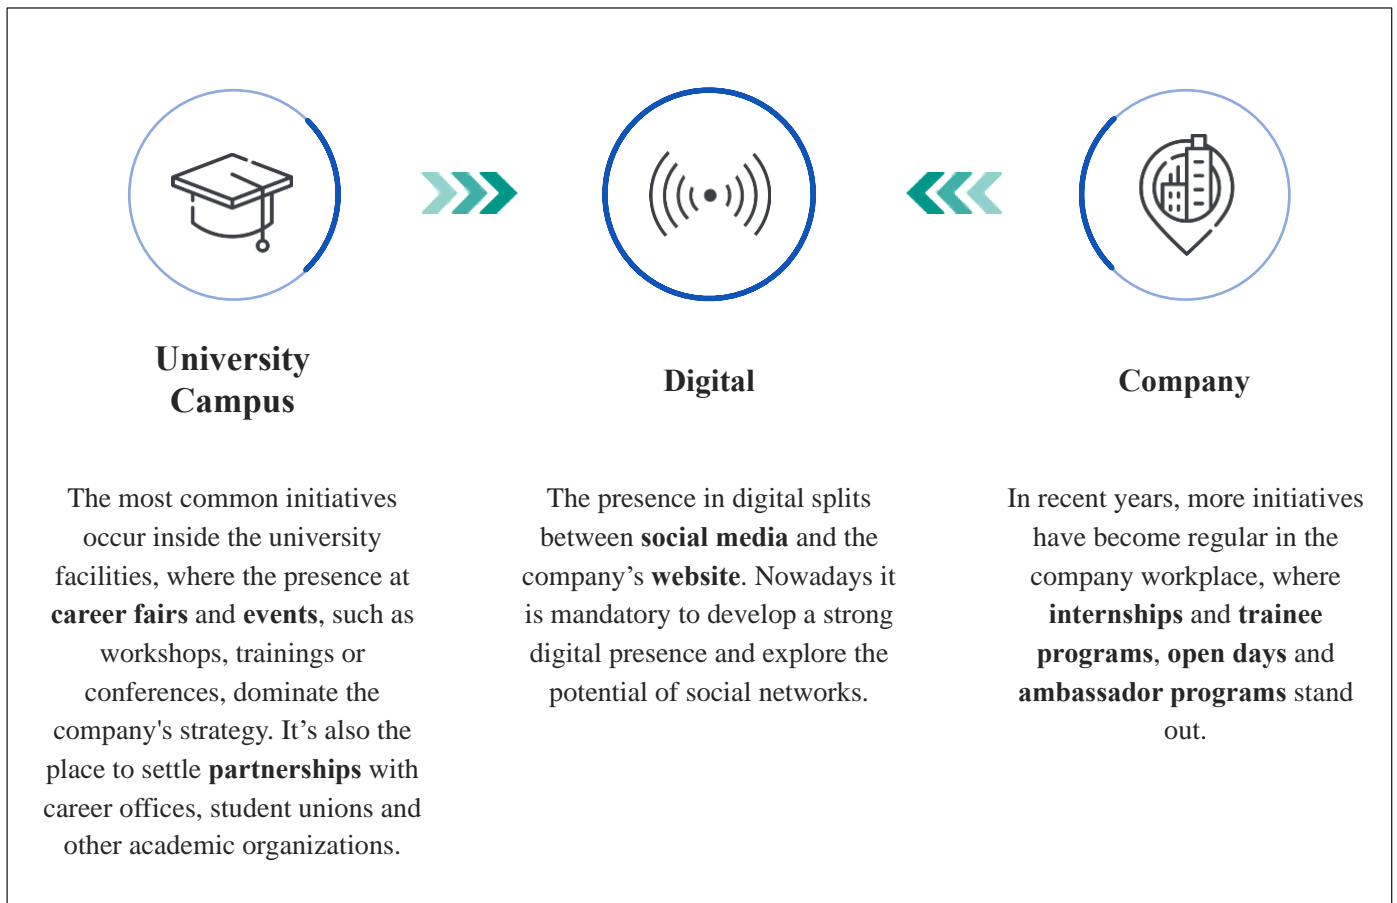 University
Campus
Digital
Company
The most common initiatives
occur inside the university
facilities, where the presence at
career fairs and events, such as
workshops, trainings or
conferences, dominate the
company's strategy. It’s also the
place to settle partnerships with
career offices, student unions and
other academic organizations.
The presence in digital splits
between social media and the
company’s website. Nowadays it
is mandatory to develop a strong
digital presence and explore the
potential of social networks.
In recent years, more initiatives
have become regular in the
company workplace, where
internships and trainee
programs, open days and
ambassador programs stand
out.